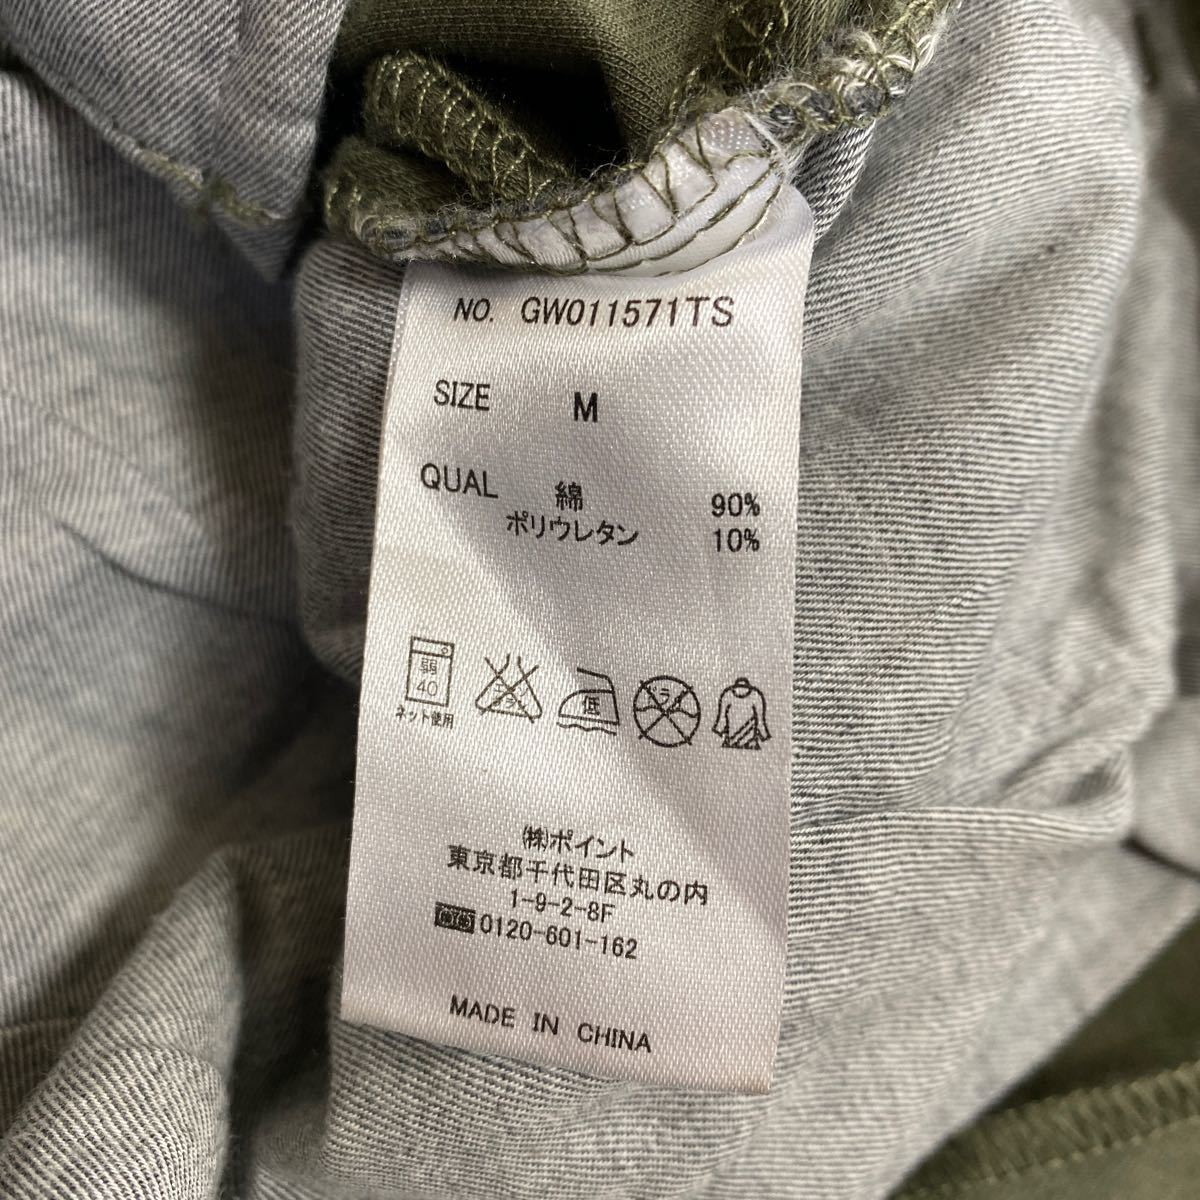 NO. GW011571TS
SIZE M
QUAL 綿 90%
ポリウレタン 10%
弱
40
ネット使用
低
(株)ポイント
東京都千代田区丸の内
1-9-2-8F
0120-601-162
MADE IN CHINA